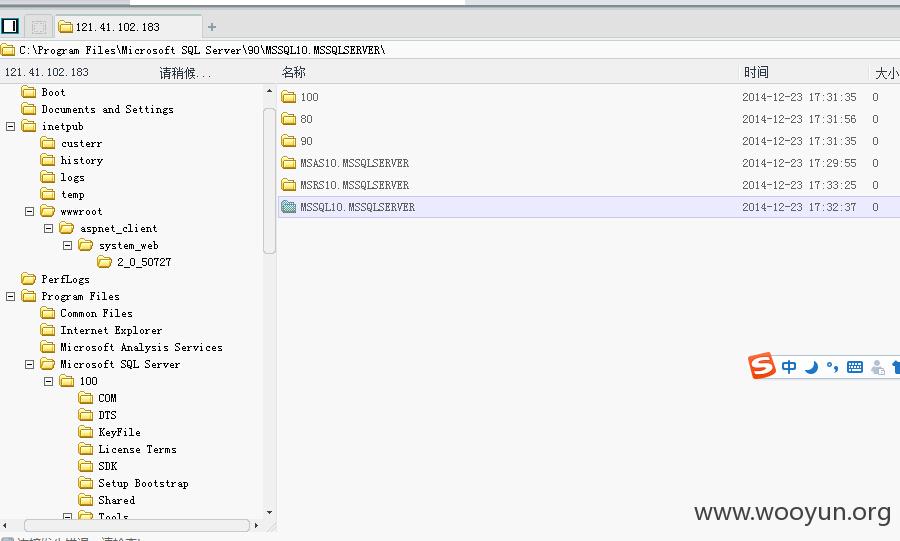 121.41.102.183
C:\Program Files\Microsoft SQL Server\90\MSSQL10.MSSQLSERVER\
121.41.102.183 请稍候... 名称 时间 大小
Boot
Documents and Settings
inetpub
custerr
history
logs
temp
wwwroot
aspnet_client
system_web
2_0_50727
PerfLogs
Program Files
Common Files
Internet Explorer
Microsoft Analysis Services
Microsoft SQL Server
100
COM
DTS
KeyFile
License Terms
SDK
Setup Bootstrap
Shared
Tools
100 2014-12-23 17:31:35 0
80 2014-12-23 17:31:56 0
90 2014-12-23 17:31:35 0
MSAS10.MSSQLSERVER 2014-12-23 17:29:55 0
MSRS10.MSSQLSERVER 2014-12-23 17:33:25 0
MSSQL10.MSSQLSERVER 2014-12-23 17:32:37 0
S 中
www.wooyun.org